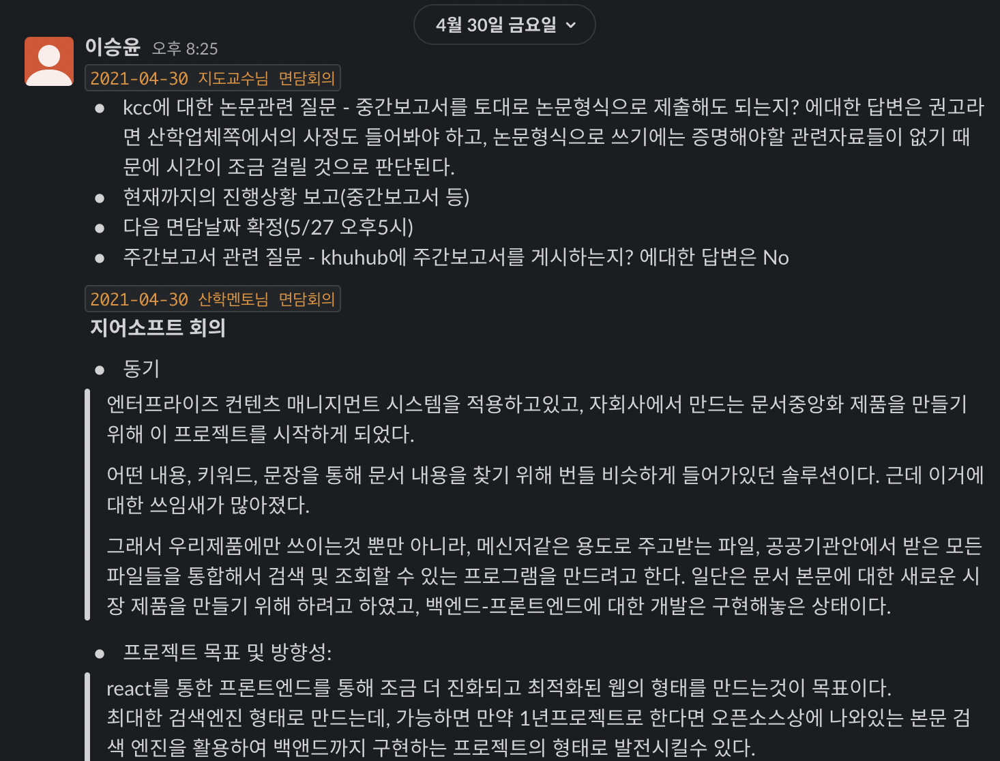 4월 30일 금요일
이승윤 오후 8:25
2021-04-30 지도교수님 면담회의
● kcc에 대한 논문관련 질문 - 중간보고서를 토대로 논문형식으로 제출해도 되는지? 에대한 답변은 권고라
면 산학업체쪽에서의 사정도 들어봐야 하고, 논문형식으로 쓰기에는 증명해야할 관련자료들이 없기 때
문에 시간이 조금 걸릴 것으로 판단된다.
● 현재까지의 진행상황 보고(중간보고서 등)
● 다음 면담날짜 확정(5/27 오후5시)
● 주간보고서 관련 질문 - khuhub에 주간보고서를 게시하는지? 에대한 답변은 No
2021-04-30 산학멘토님 면담회의
지어소프트 회의
● 동기
엔터프라이즈 컨텐츠 매니지먼트 시스템을 적용하고있고, 자회사에서 만드는 문서중앙화 제품을 만들기
위해 이 프로젝트를 시작하게 되었다.
어떤 내용, 키워드, 문장을 통해 문서 내용을 찾기 위해 번들 비슷하게 들어가있던 솔루션이다. 근데 이거에
대한 쓰임새가 많아졌다.
그래서 우리제품에만 쓰이는것 뿐만 아니라, 메신저같은 용도로 주고받는 파일, 공공기관안에서 받은 모든
파일들을 통합해서 검색 및 조회할 수 있는 프로그램을 만드려고 한다. 일단은 문서 본문에 대한 새로운 시
장 제품을 만들기 위해 하려고 하였고, 백엔드-프론트엔드에 대한 개발은 구현해놓은 상태이다.
● 프로젝트 목표 및 방향성:
react를 통한 프론트엔드를 통해 조금 더 진화되고 최적화된 웹의 형태를 만드는것이 목표이다.
최대한 검색엔진 형태로 만드는데, 가능하면 만약 1년프로젝트로 한다면 오픈소스상에 나와있는 본문 검
색 엔진을 활용하여 백앤드까지 구현하는 프로젝트의 형태로 발전시킬수 있다.